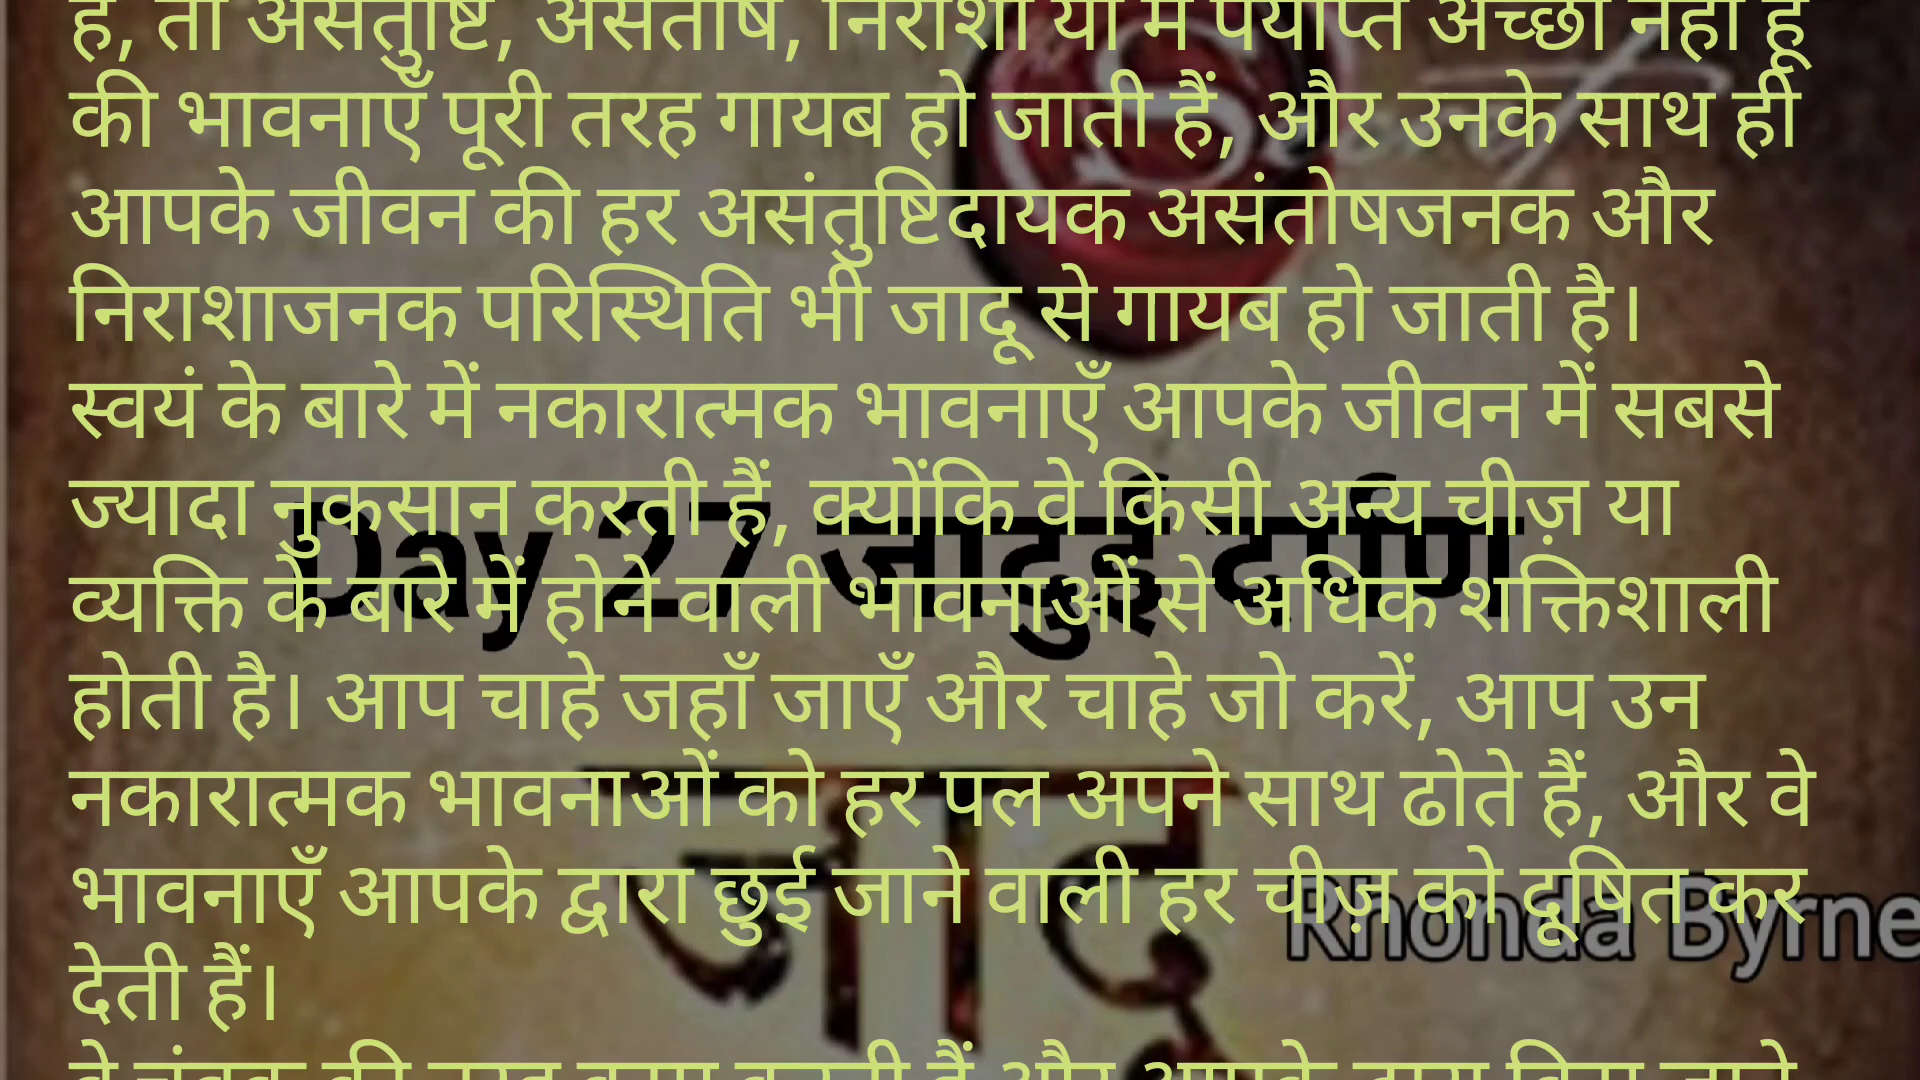 है, तो असंतुष्टि, असंतोष, निराशा या मैं पर्याप्त अच्छा नहीं हूँ
की भावनाएँ पूरी तरह गायब हो जाती हैं, और उनके साथ ही
आपके जीवन की हर असंतुष्टिदायक असंतोषजनक और
निराशाजनक परिस्थिति भी जादू से गायब हो जाती है।
स्वयं के बारे में नकारात्मक भावनाएँ आपके जीवन में सबसे
ज्यादा नुकसान करती हैं, क्योंकि वे किसी अन्य चीज़ या
व्यक्ति के बारे में होने वाली भावनाओं से अधिक शक्तिशाली
होती है। आप चाहे जहाँ जाएँ और चाहे जो करें, आप उन
नकारात्मक भावनाओं को हर पल अपने साथ ढोते हैं, और वे
भावनाएँ आपके द्वारा छुई जाने वाली हर चीज़ को दूषित कर
देती हैं।
Day 27 जादुई दर्पण
जादू
Rhonda Byrne